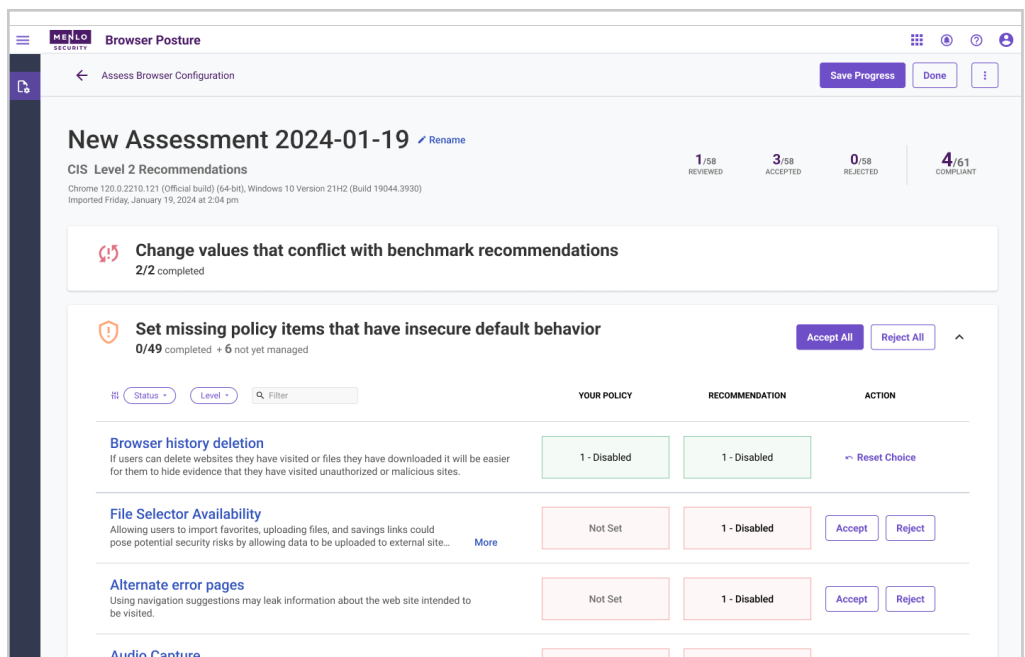 MENLO
SECURITY
Browser Posture
Assess Browser Configuration
Save Progress
Done
New Assessment 2024-01-19
Rename
CIS Level 2 Recommendations
Chrome 120.0.2210.121 (Official build) (64-bit), Windows 10 Version 21H2 (Build 19044.3930)
Imported Friday, January 19, 2024 at 2:04 pm
1/58
REVIEWED
3/58
ACCEPTED
0/58
REJECTED
4/61
COMPLIANT
Change values that conflict with benchmark recommendations
2/2 completed
Set missing policy items that have insecure default behavior
0/49 completed + 6 not yet managed
Accept All
Reject All
Status
Level
Filter
YOUR POLICY
RECOMMENDATION
ACTION
Browser history deletion
If users can delete websites they have visited or files they have downloaded it will be easier
for them to hide evidence that they have visited unauthorized or malicious sites.
1 - Disabled
1 - Disabled
Reset Choice
File Selector Availability
Allowing users to import favorites, uploading files, and savings links could
pose potential security risks by allowing data to be uploaded to external site...
More
Not Set
1 - Disabled
Accept
Reject
Alternate error pages
Using navigation suggestions may leak information about the web site intended to
be visited.
Not Set
1 - Disabled
Accept
Reject
Audio Capture